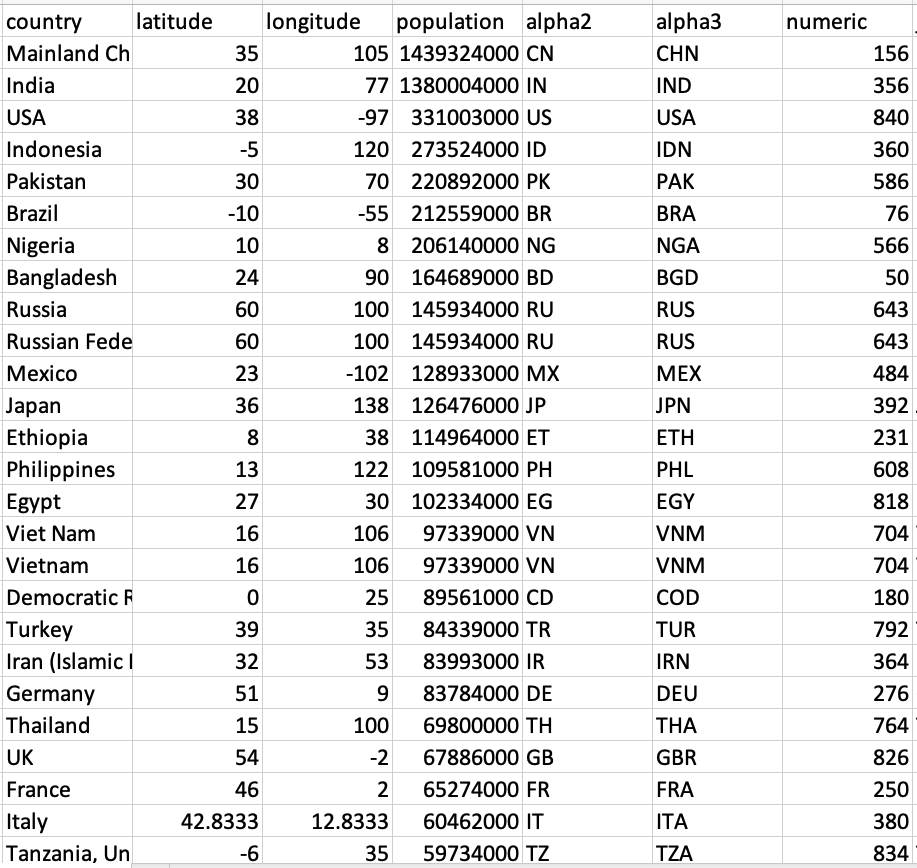 country latitude longitude population alpha2 alpha3 numeric
Mainland Ch 35 105 1439324000 CN CHN 156
India 20 77 1380004000 IN IND 356
USA 38 -97 331003000 US USA 840
Indonesia -5 120 273524000 ID IDN 360
Pakistan 30 70 220892000 PK PAK 586
Brazil -10 -55 212559000 BR BRA 76
Nigeria 10 8 206140000 NG NGA 566
Bangladesh 24 90 164689000 BD BGD 50
Russia 60 100 145934000 RU RUS 643
Russian Fede 60 100 145934000 RU RUS 643
Mexico 23 -102 128933000 MX MEX 484
Japan 36 138 126476000 JP JPN 392
Ethiopia 8 38 114964000 ET ETH 231
Philippines 13 122 109581000 PH PHL 608
Egypt 27 30 102334000 EG EGY 818
Viet Nam 16 106 97339000 VN VNM 704
Vietnam 16 106 97339000 VN VNM 704
Democratic R 0 25 89561000 CD COD 180
Turkey 39 35 84339000 TR TUR 792
Iran (Islamic 32 53 83993000 IR IRN 364
Germany 51 9 83784000 DE DEU 276
Thailand 15 100 69800000 TH THA 764
UK 54 -2 67886000 GB GBR 826
France 46 2 65274000 FR FRA 250
Italy 42.8333 12.8333 60462000 IT ITA 380
Tanzania, Un -6 35 59734000 TZ TZA 834